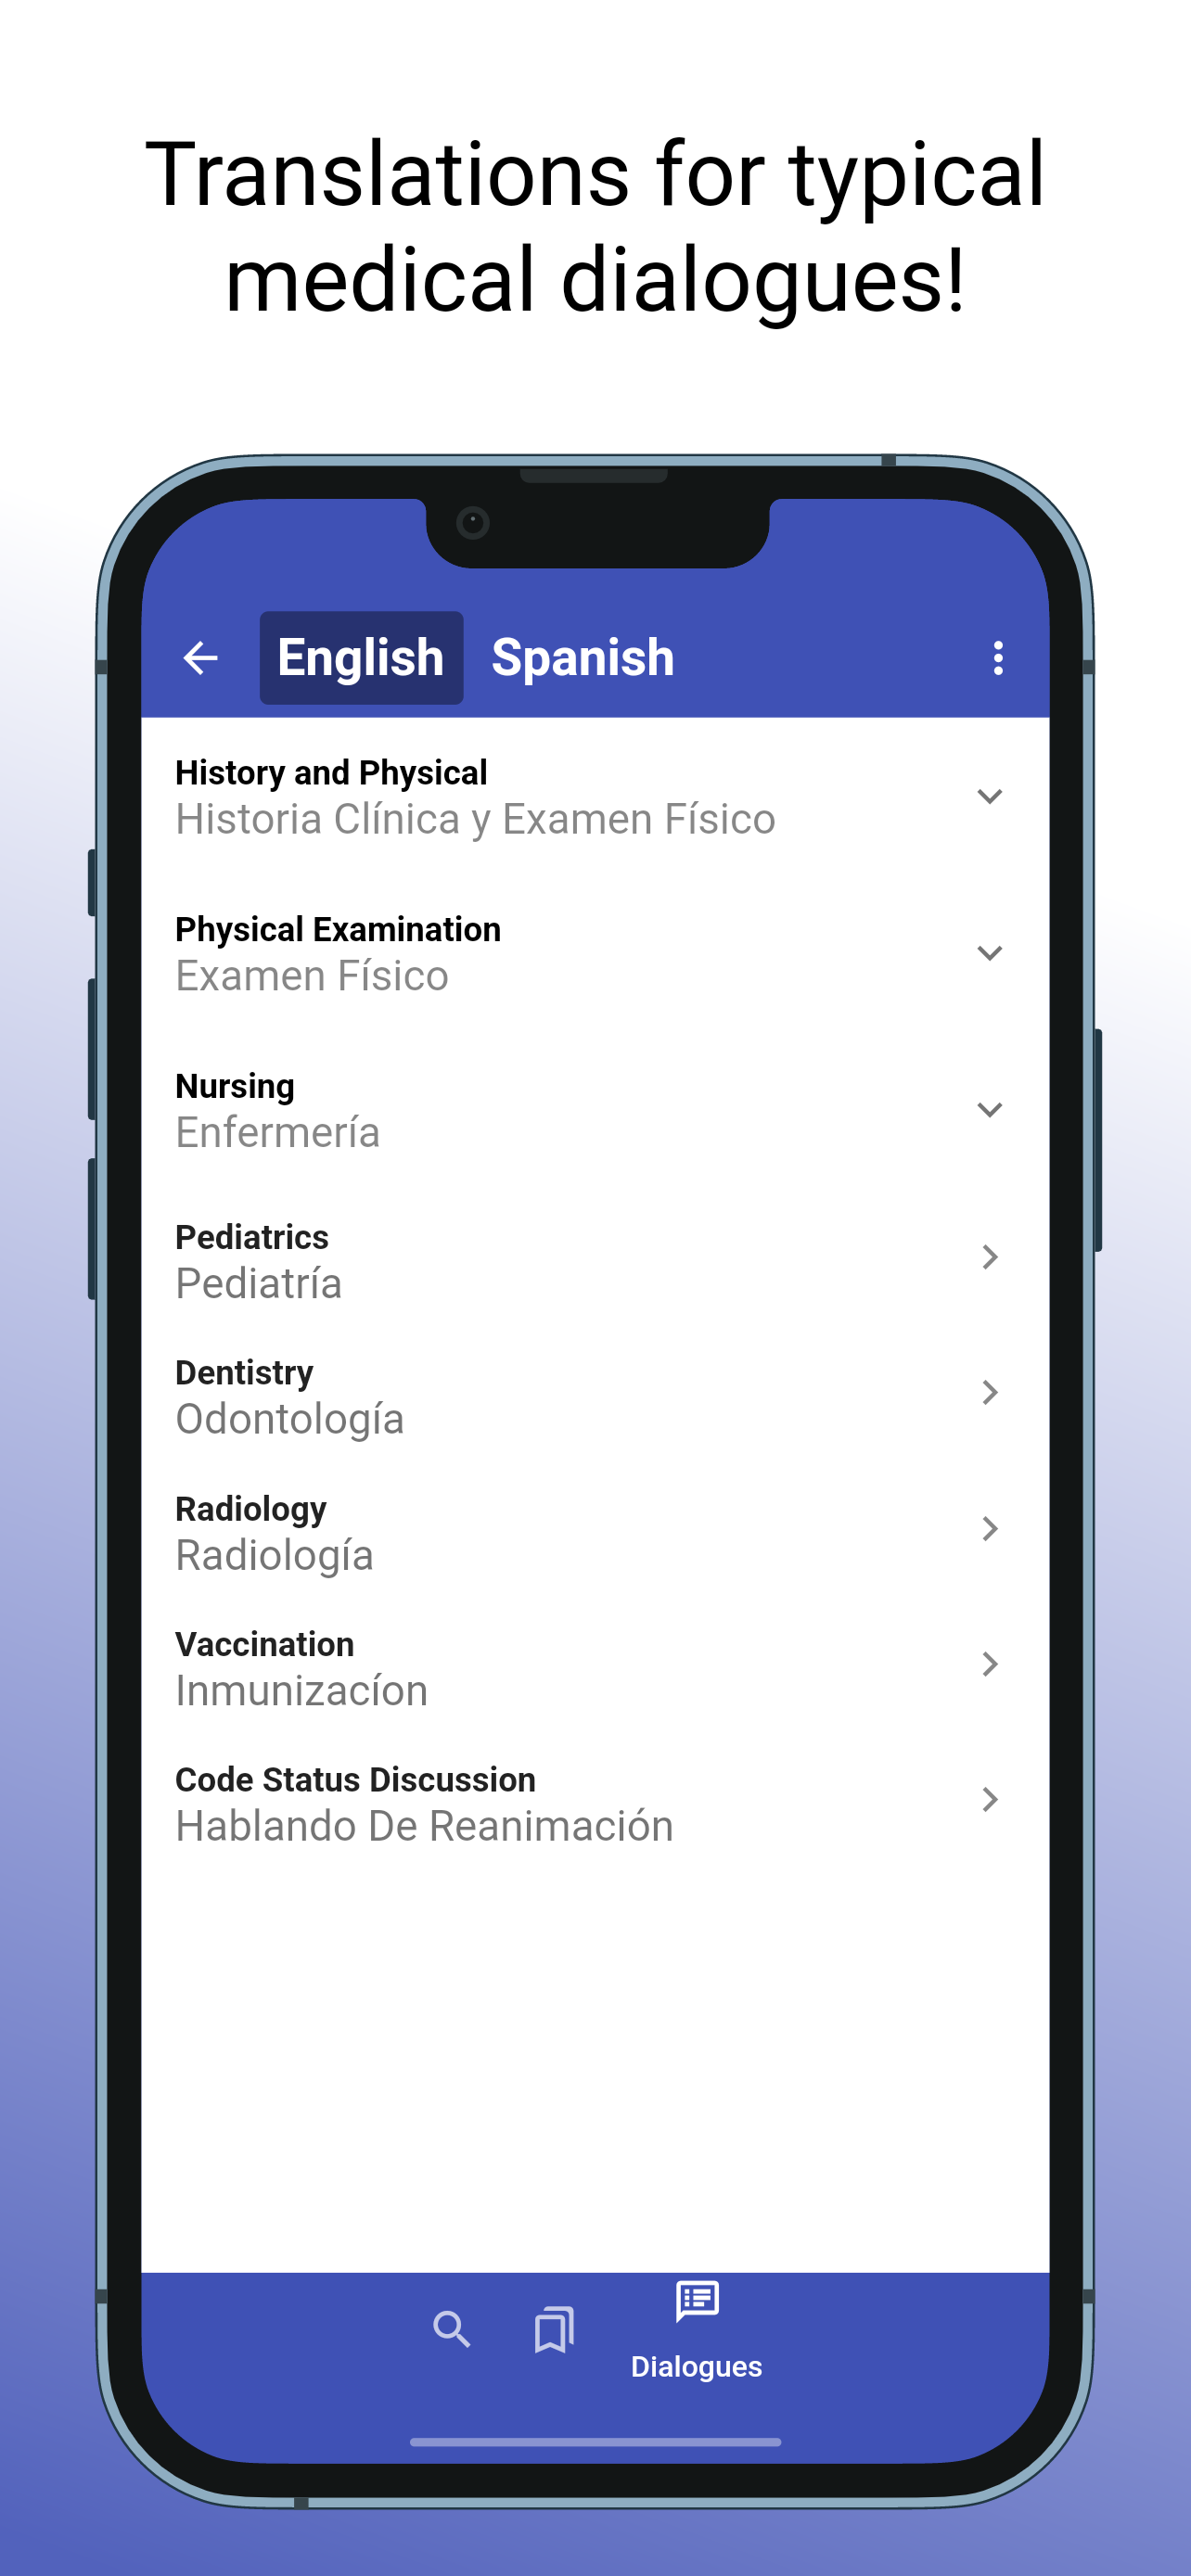 Translations for typical
medical dialogues!
English Spanish
History and Physical
Historia Clínica y Examen Físico
Physical Examination
Examen Físico
Nursing
Enfermería
Pediatrics
Pediatría
Dentistry
Odontología
Radiology
Radiología
Vaccination
Inmunizacíon
Code Status Discussion
Hablando De Reanimación
Dialogues